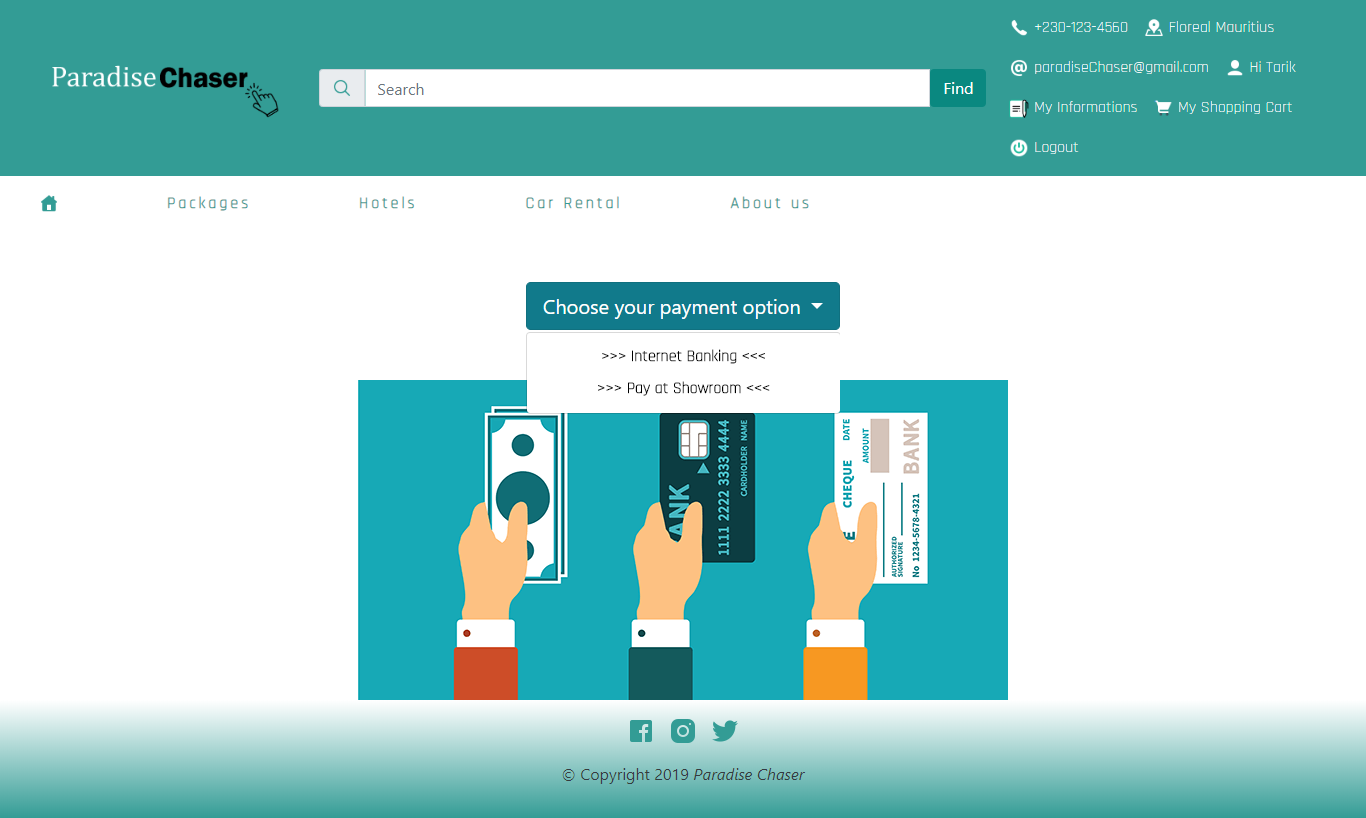 +230-123-4560 Floreal Mauritius
Paradise Chaser
Search
Find
paradiseChaser@gmail.com Hi Tarik
My Informations My Shopping Cart
Logout
Packages Hotels Car Rental About us
Choose your payment option
>>> Internet Banking <<<
>>> Pay at Showroom <<<
1111 2222 3333 4444
CARDHOLDER NAME
CHEQUE
DATE
AMOUNT
BANK
AUTHORIZED
SIGNATURE
No 1234-5678-4321
© Copyright 2019 Paradise Chaser